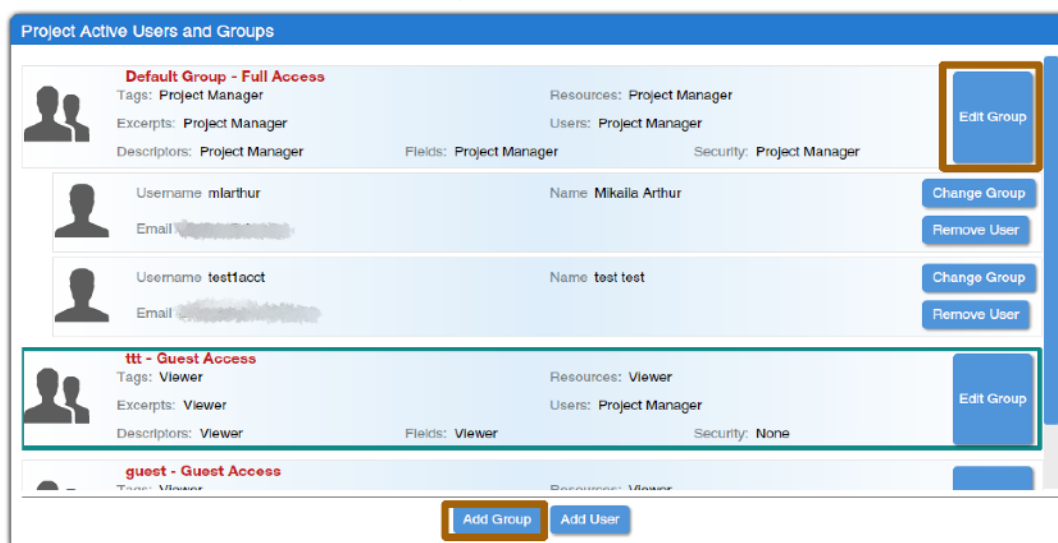 Project Active Users and Groups
Default Group - Full Access
Tags: Project Manager Resources: Project Manager
Edit Group
Excerpts: Project Manager Users: Project Manager
Descriptors: Project Manager Fields: Project Manager Security: Project Manager
Username mlarthur Name Mikaila Arthur Change Group
Email Remove User
Username test1acct Name test test Change Group
Email Remove User
ttt - Guest Access
Tags: Viewer Resources: Viewer
Edit Group
Excerpts: Viewer Users: Project Manager
Descriptors: Viewer Fields: Viewer Security: None
guest - Guest Access
Tags: Viewer Resources: Viewer
Add Group Add User